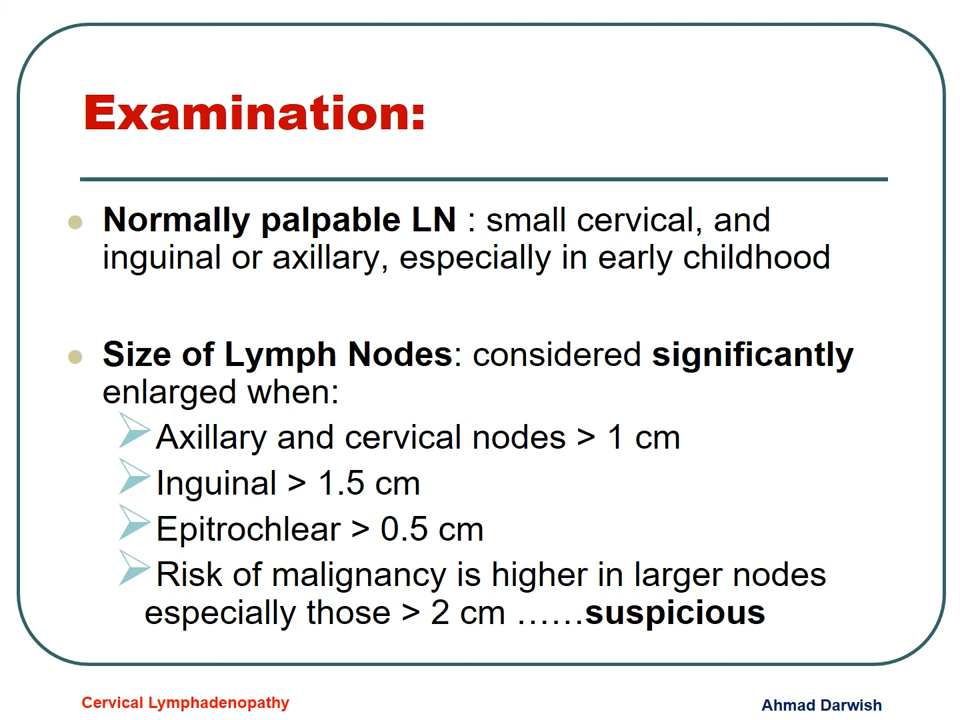 Examination:
Normally palpable LN : small cervical, and
inguinal or axillary, especially in early childhood
Size of Lymph Nodes: considered significantly
enlarged when:
Axillary and cervical nodes > 1 cm
Inguinal > 1.5 cm
Epitrochlear > 0.5 cm
Risk of malignancy is higher in larger nodes
especially those > 2 cm ……suspicious
Cervical Lymphadenopathy
Ahmad Darwish